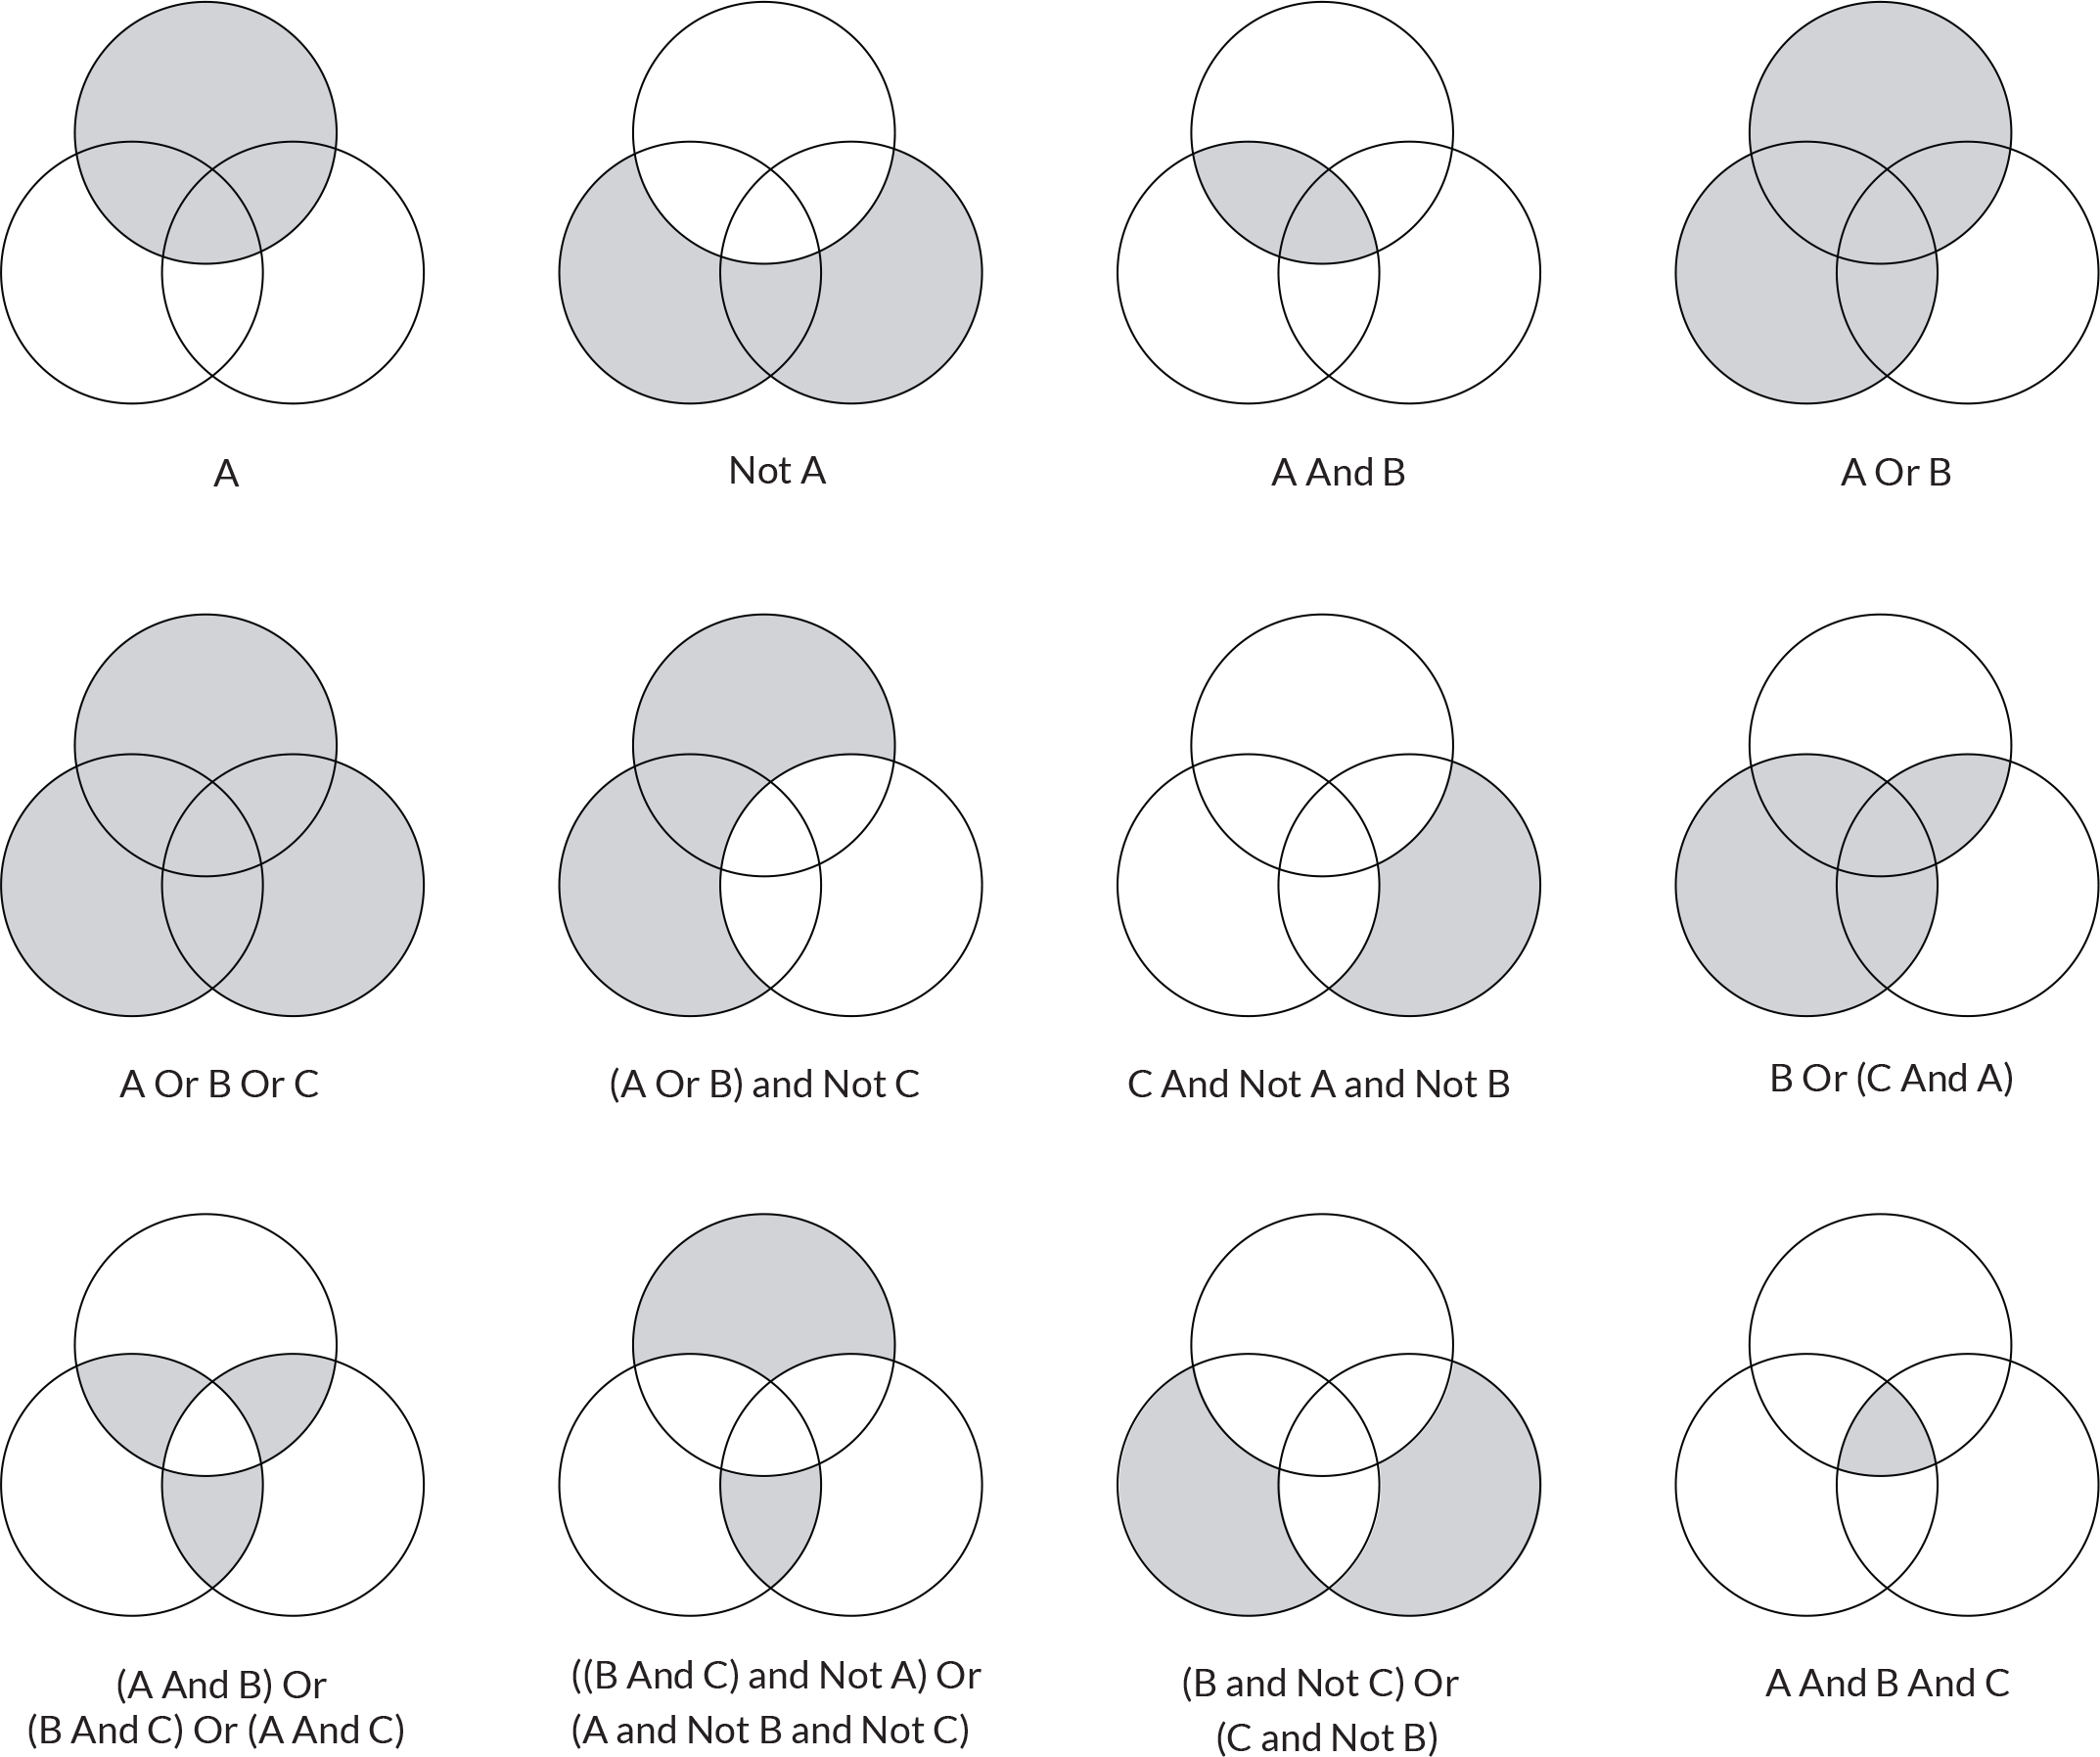 A
Not A
A And B
A Or B
A Or B Or C
(A Or B) and Not C
C And Not A and Not B
B Or (C And A)
(A And B) Or
(B And C) Or (A And C)
((B And C) and Not A) Or
(A and Not B and Not C)
(B and Not C) Or
(C and Not B)
A And B And C